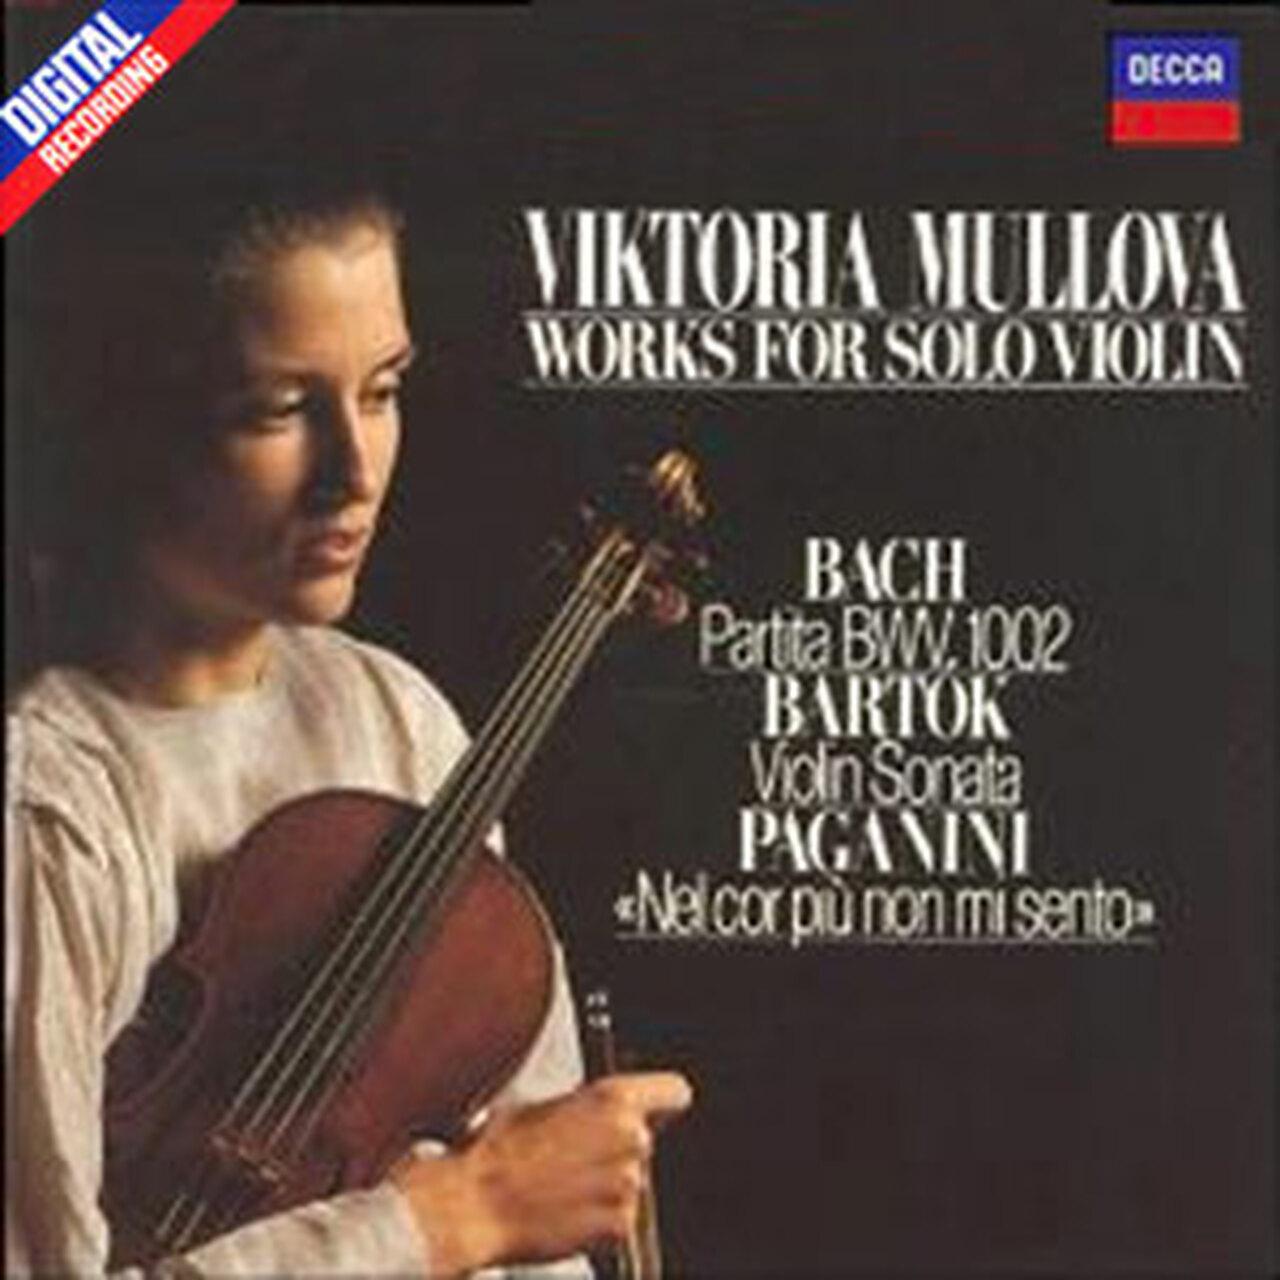 DIGITAL
RECORDING
DECCA
VIKTORIA MULLOVA
WORKS FOR SOLO VIOLIN
BACH
Partita BWV. 1002
BARTÓK
Violin Sonata
PAGANINI
«Nel cor più non mi sento»